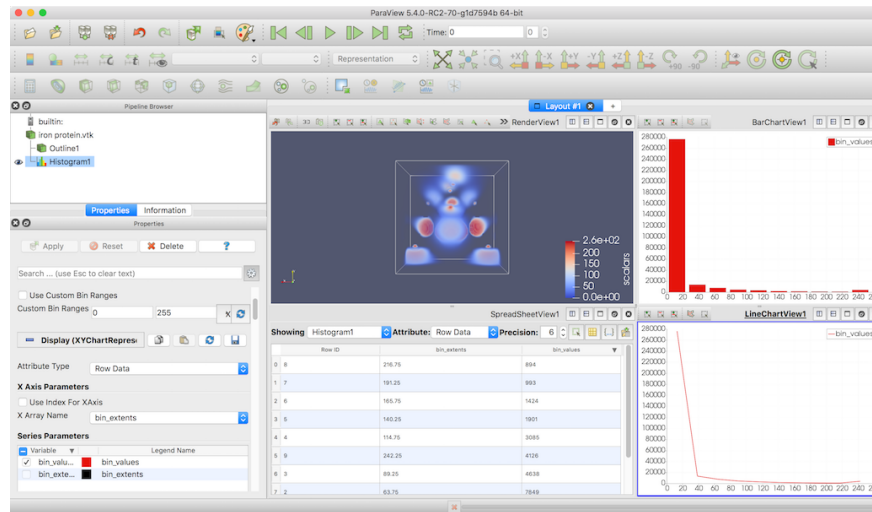 ParaView 5.4.0-RC2-70-g1d7594b 64-bit
Time: 0
0
Representation
+X
-X
+Y
-Y
+Z
-Z
+90
-90
Pipeline Browser
builtin:
iron protein.vtk
Outline1
Histogram1
Properties
Information
Properties
Apply
Reset
Delete
?
Search ... (use Esc to clear text)
Use Custom Bin Ranges
Custom Bin Ranges 0 255
Display (XYChartRepres
Attribute Type Row Data
X Axis Parameters
Use Index For XAxis
X Array Name bin_extents
Series Parameters
Variable Legend Name
bin_valu... bin_values
bin_exte... bin_extents
Layout #1
+
3D
RenderView1
2.6e+02
200
150
100
50
0.0e+00
scalars
SpreadSheetView1
Showing Histogram1 Attribute: Row Data Precision: 6
Row ID bin_extents bin_values
0 8 216.75 894
1 7 191.25 993
2 6 165.75 1424
3 5 140.25 1901
4 4 114.75 3085
5 9 242.25 4126
6 3 89.25 4638
7 2 63.75 7849
BarChartView1
bin_values
280000
260000
240000
220000
200000
180000
160000
140000
120000
100000
80000
60000
40000
20000
0
0 20 40 60 80 100 120 140 160 180 200 220 240
LineChartView1
bin_values
280000
260000
240000
220000
200000
180000
160000
140000
120000
100000
80000
60000
40000
20000
0
0 20 40 60 80 100 120 140 160 180 200 220 240